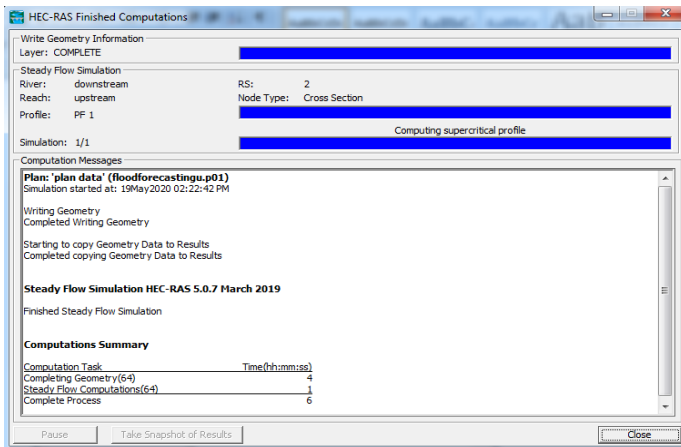 HEC-RAS Finished Computations
Write Geometry Information
Layer: COMPLETE
Steady Flow Simulation
River: downstream RS: 2
Reach: upstream Node Type: Cross Section
Profile: PF 1
Computing supercritical profile
Simulation: 1/1
Computation Messages
Plan: 'plan data' (floodforecastingu.p01)
Simulation started at: 19May2020 02:22:42 PM
Writing Geometry
Completed Writing Geometry
Starting to copy Geometry Data to Results
Completed copying Geometry Data to Results
Steady Flow Simulation HEC-RAS 5.0.7 March 2019
Finished Steady Flow Simulation
Computations Summary
Computation Task Time(hh:mm:ss)
Completing Geometry(64) 4
Steady Flow Computations(64) 1
Complete Process 6
Pause Take Snapshot of Results Close